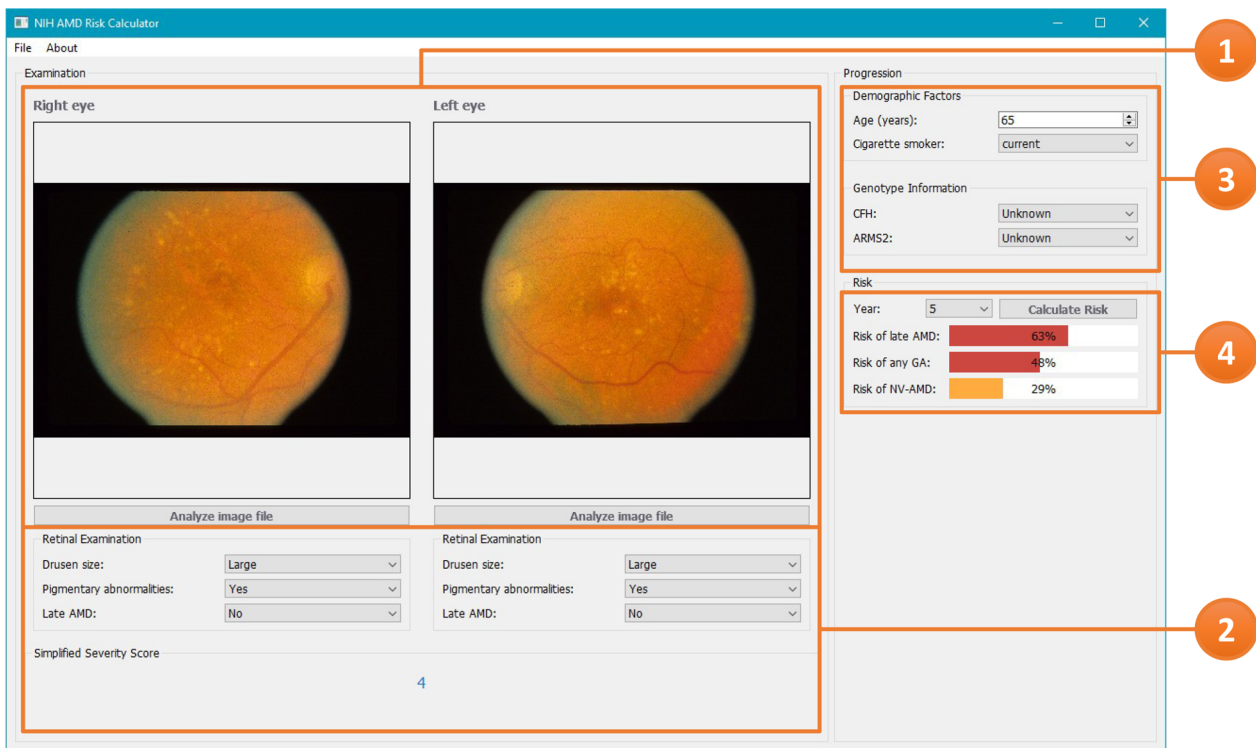 NIH AMD Risk Calculator
File About
Examination
Right eye
Left eye
Analyze image file
Analyze image file
Retinal Examination
Drusen size: Large
Pigmentary abnormalities: Yes
Late AMD: No
Retinal Examination
Drusen size: Large
Pigmentary abnormalities: Yes
Late AMD: No
Simplified Severity Score
4
Progression
Demographic Factors
Age (years): 65
Cigarette smoker: current
Genotype Information
CFH: Unknown
ARMS2: Unknown
Risk
Year: 5 Calculate Risk
Risk of late AMD: 63%
Risk of any GA: 48%
Risk of NV-AMD: 29%
1
3
4
2